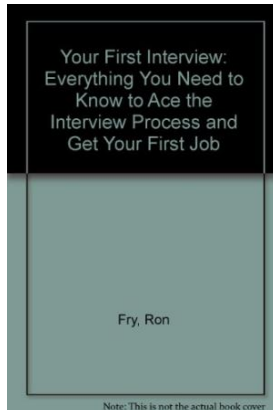 Your First Interview:
Everything You Need to
Know to Ace the
Interview Process and
Get Your First Job
Fry, Ron
Note: This is not the actual book cover